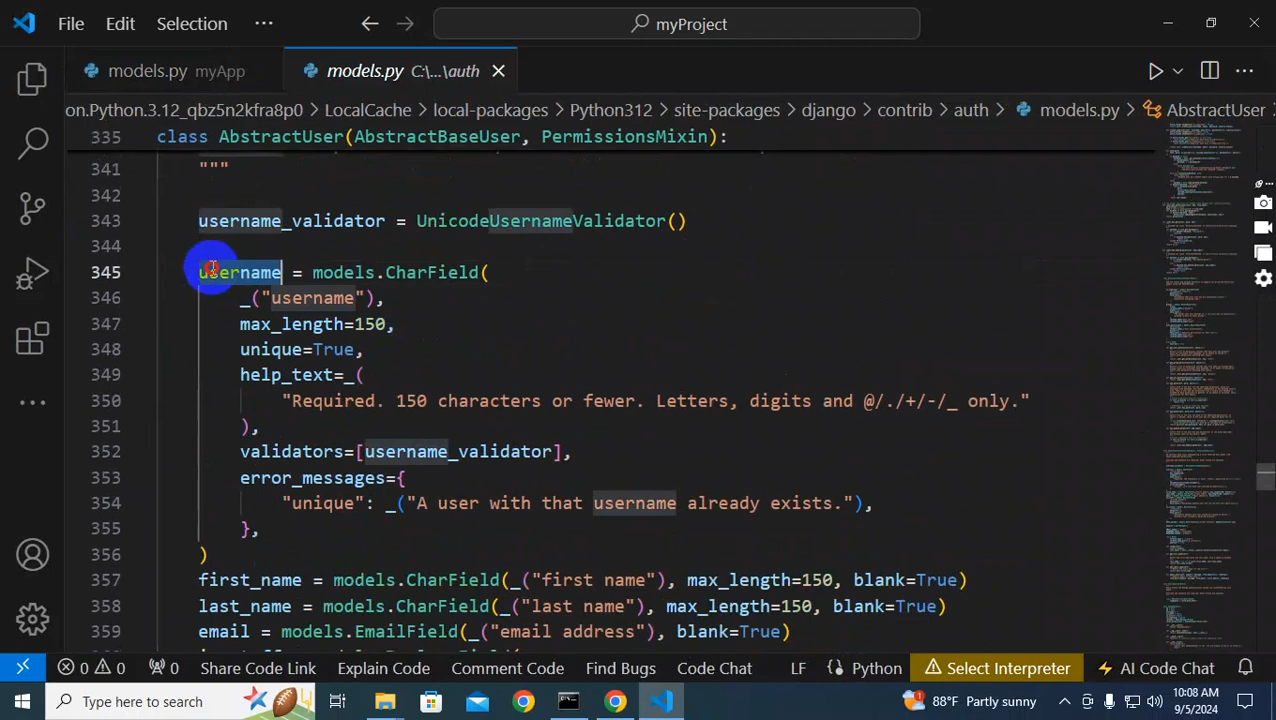 File Edit Selection ··· myProject
models.py myApp models.py C:\...\auth
on.Python.3.12_qbz5n2kfra8p0 > LocalCache > local-packages > Python312 > site-packages > django > contrib > auth > models.py > AbstractUser
335 class AbstractUser(AbstractBaseUser, PermissionsMixin):
341 """
342
343 username_validator = UnicodeUsernameValidator()
344
345 username = models.CharField(
346 _("username"),
347 max_length=150,
348 unique=True,
349 help_text=_(
350 "Required. 150 characters or fewer. Letters, digits and @/./+/-/_ only."
351 ),
352 validators=[username_validator],
353 error_messages={
354 "unique": _("A user with that username already exists."),
355 },
356 )
357 first_name = models.CharField(_("first name"), max_length=150, blank=True)
358 last_name = models.CharField(_("last name"), max_length=150, blank=True)
359 email = models.EmailField(_("email address"), blank=True)
0 0 0 Share Code Link Explain Code Comment Code Find Bugs Code Chat LF Python Select Interpreter AI Code Chat
Type here to search 88°F Partly sunny 10:08 AM
9/5/2024